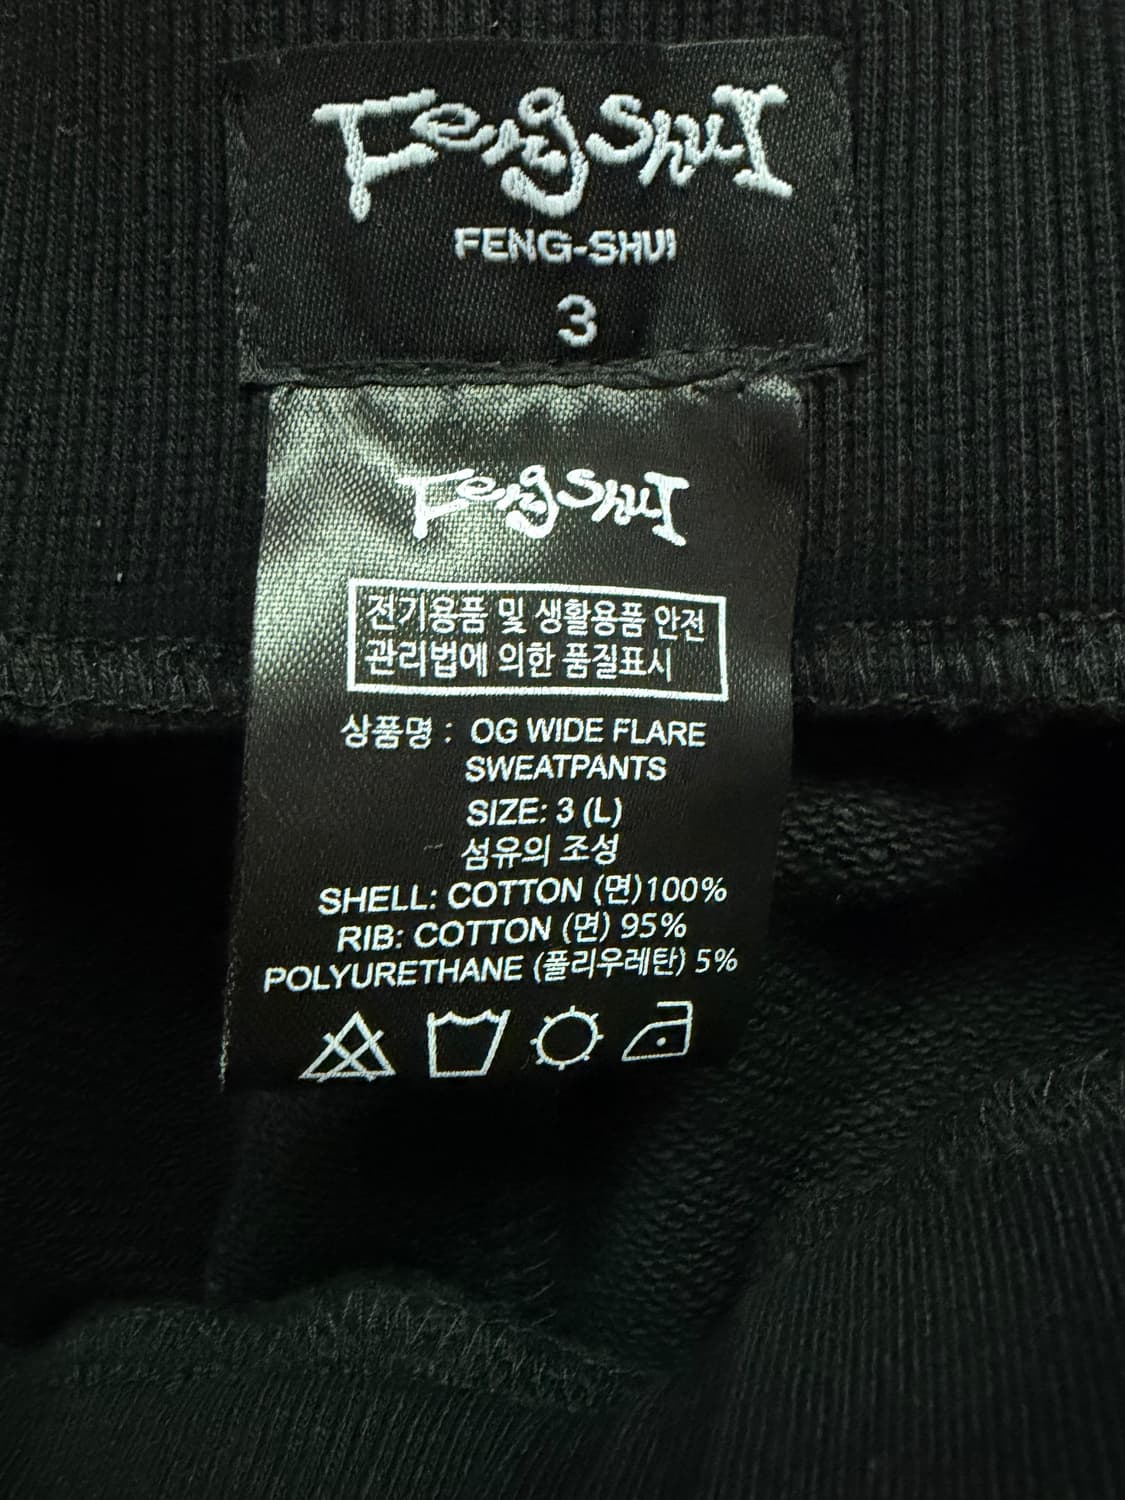 Feng Shui
FENG-SHUI
3
Feng Shui
전기용품 및 생활용품 안전
관리법에 의한 품질표시
상품명 : OG WIDE FLARE
SWEATPANTS
SIZE: 3 (L)
섬유의 조성
SHELL: COTTON (면)100%
RIB: COTTON (면) 95%
POLYURETHANE (폴리우레탄) 5%